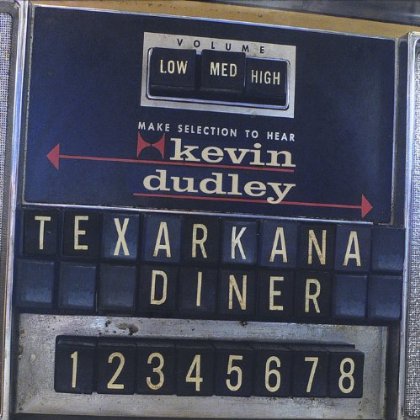 VOLUME
LOW MED HIGH
MAKE SELECTION TO HEAR
kevin
dudley
TEXARKANA
DINER
12345678